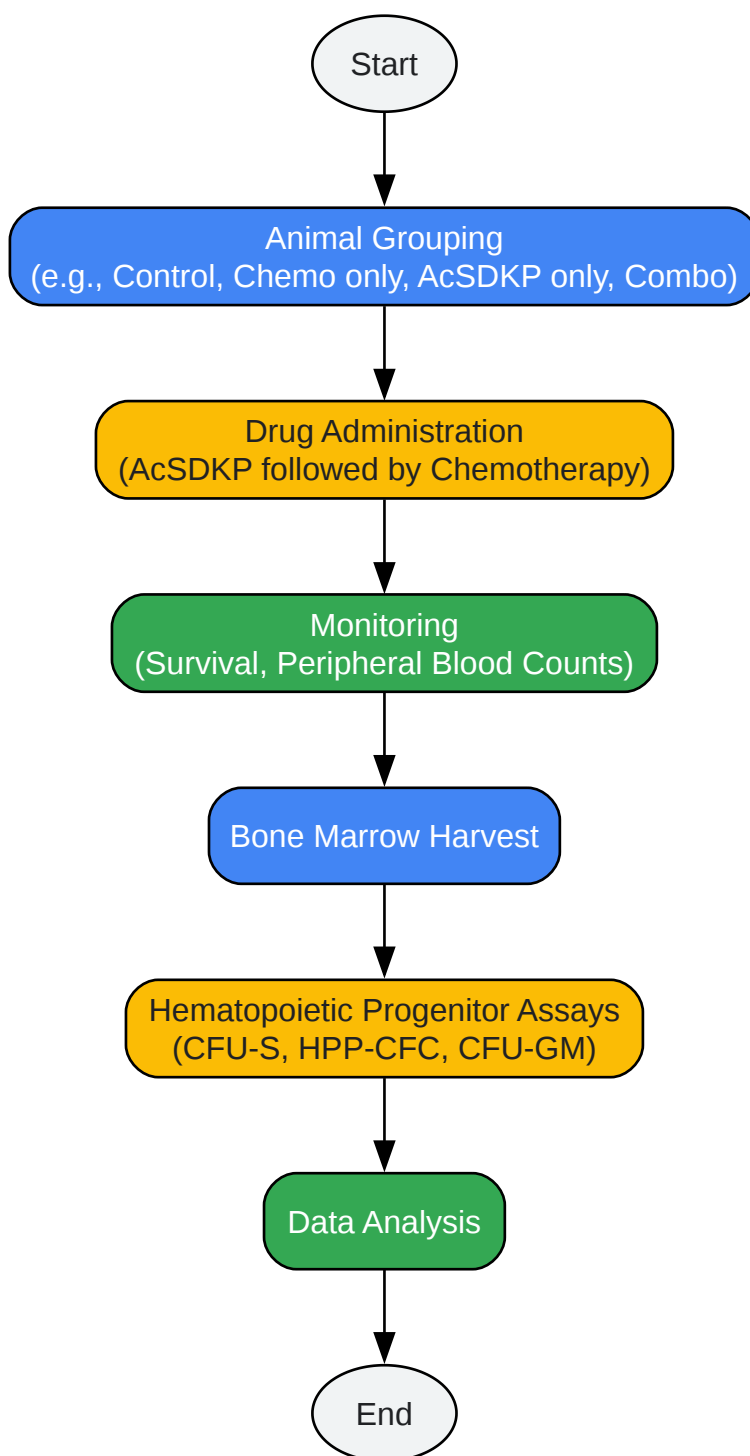 Start
Animal Grouping
(e.g., Control, Chemo only, AcSDKP only, Combo)
Drug Administration
(AcSDKP followed by Chemotherapy)
Monitoring
(Survival, Peripheral Blood Counts)
Bone Marrow Harvest
Hematopoietic Progenitor Assays
(CFU-S, HPP-CFC, CFU-GM)
Data Analysis
End